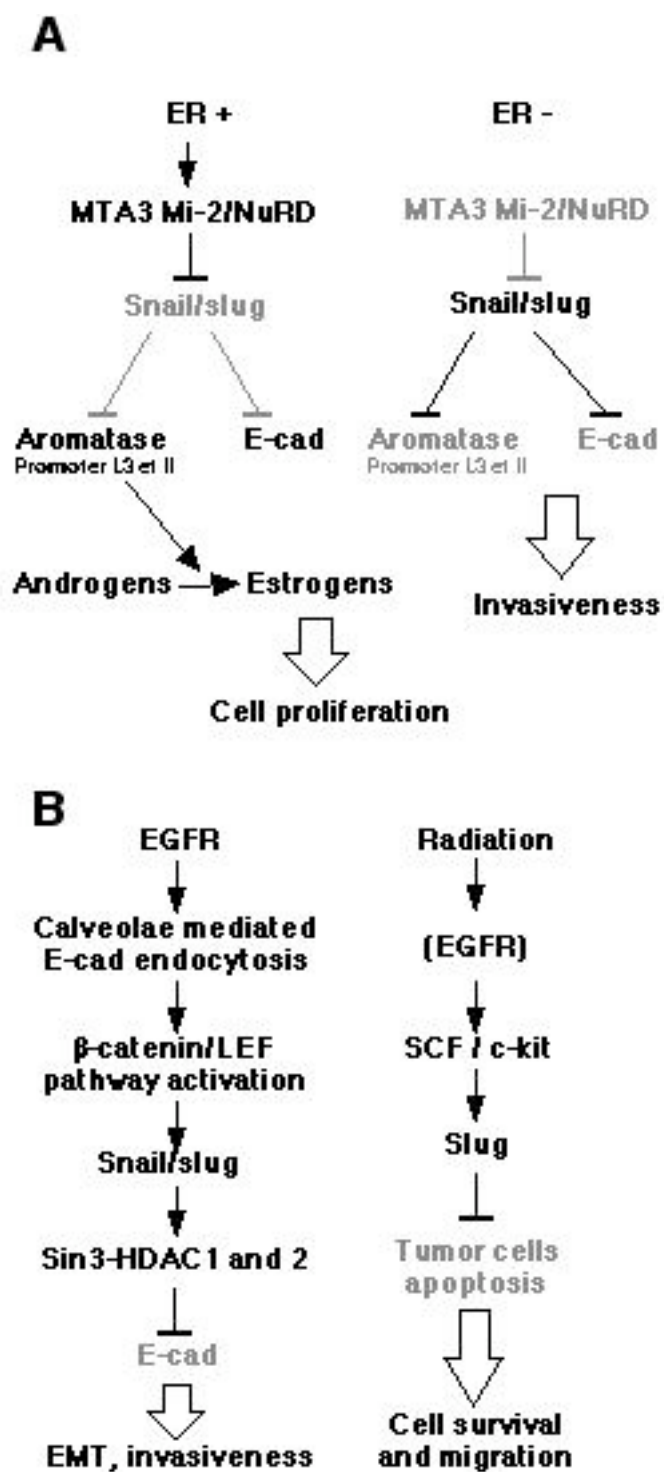 A
ER +
MTA3 Mi-2/NuRD
Snail/slug
Aromatase
Promoter L3 et II
E-cad
Androgens
Estrogens
Cell proliferation
ER -
MTA3 Mi-2/NuRD
Snail/slug
Aromatase
Promoter L3 et II
E-cad
Invasiveness
B
EGFR
Calveolae mediated
E-cad endocytosis
β-catenin/LEF
pathway activation
Snail/slug
Sin3-HDAC1 and 2
E-cad
EMT, invasiveness
Radiation
(EGFR)
SCF / c-kit
Slug
Tumor cells
apoptosis
Cell survival
and migration